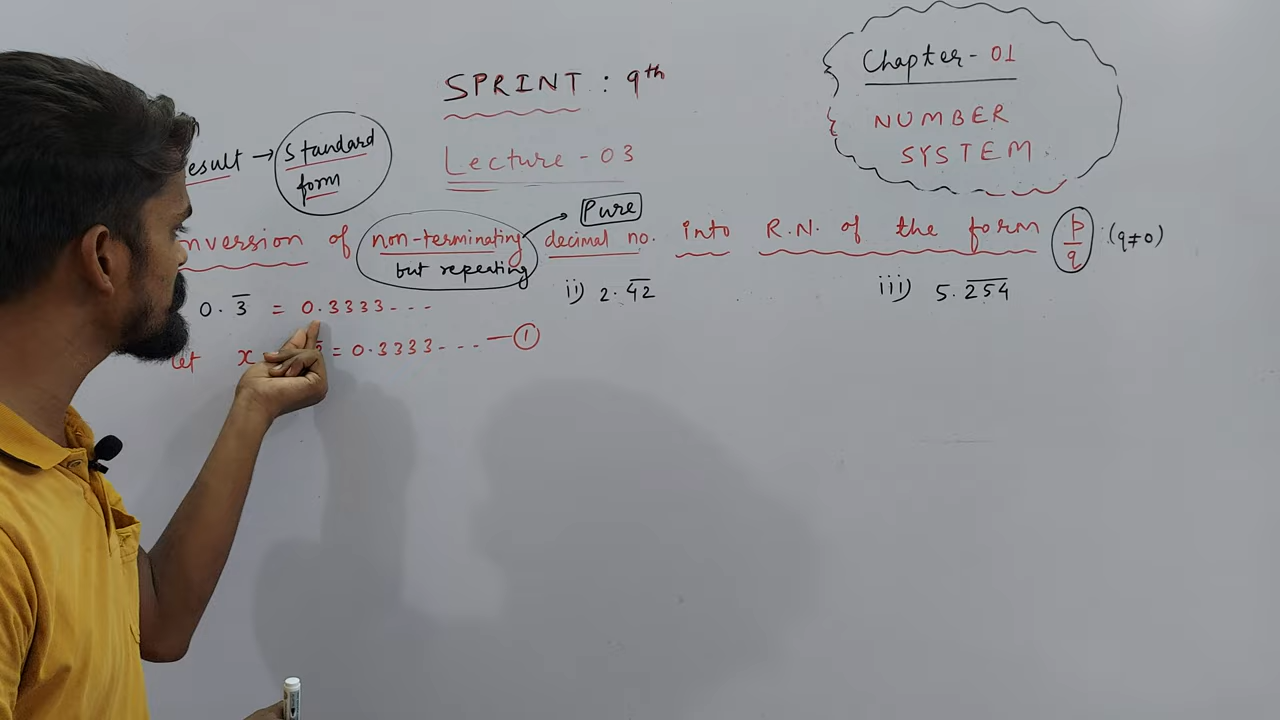 SPRINT : 9th
Chapter - 01
NUMBER
SYSTEM
Lecture - 03
esult → Standard
form
Pure
nversion of non-terminating decimal no. into R.N. of the form p/q (q≠0)
but repeating
0.3̅ = 0.3333--- ii) 2.4̅2̅ iii) 5.2̅5̅4̅
let x = 0.3333--- — ①